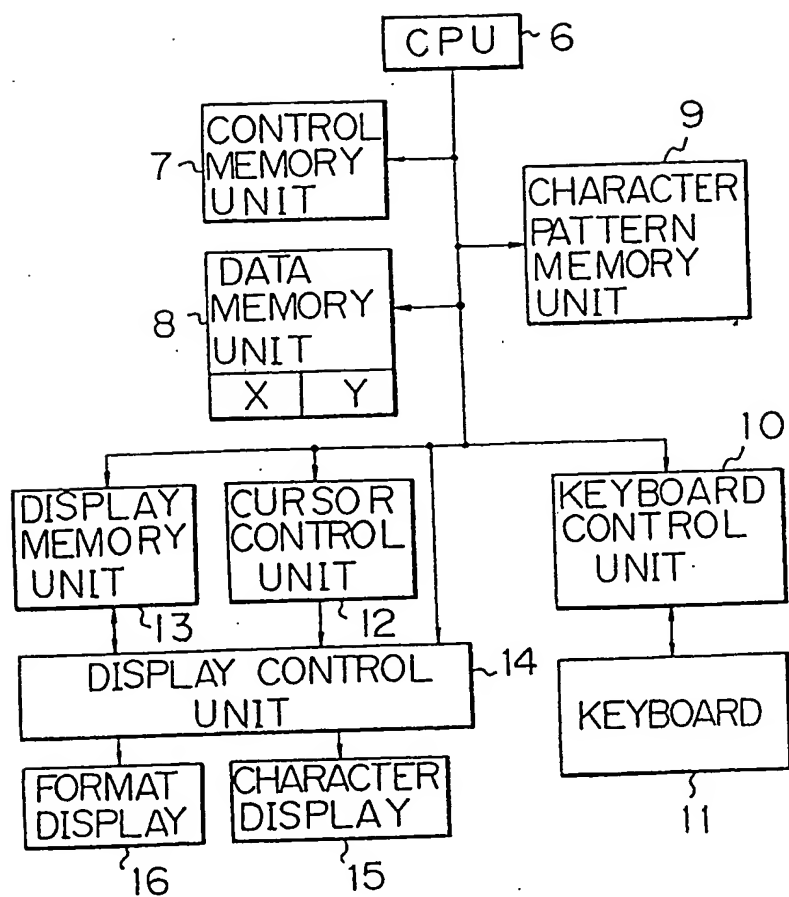 CPU
6
CONTROL
MEMORY
UNIT
7
9
CHARACTER
PATTERN
MEMORY
UNIT
DATA
MEMORY
UNIT
X Y
8
10
DISPLAY
MEMORY
UNIT
13
CURSOR
CONTROL
UNIT
12
KEYBOARD
CONTROL
UNIT
DISPLAY CONTROL
UNIT
14
KEYBOARD
11
FORMAT
DISPLAY
16
CHARACTER
DISPLAY
15